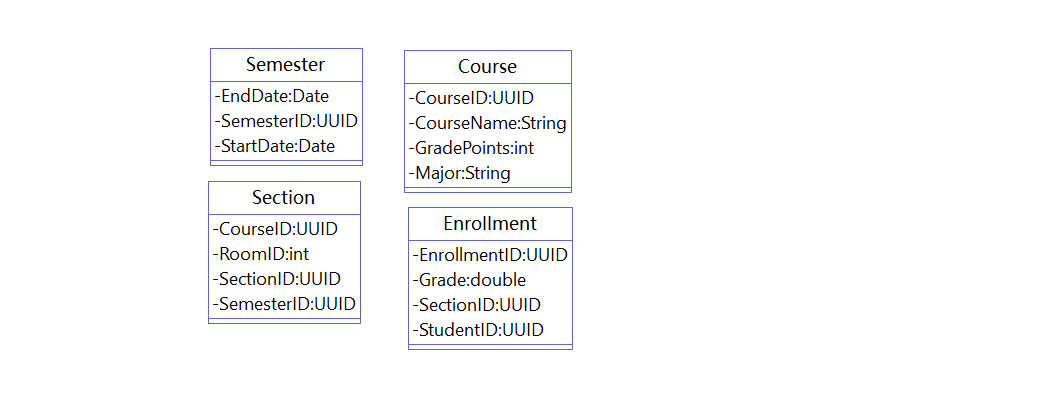 Semester
-EndDate:Date
-SemesterID:UUID
-StartDate:Date
Course
-CourseID:UUID
-CourseName:String
-GradePoints:int
-Major:String
Section
-CourseID:UUID
-RoomID:int
-SectionID:UUID
-SemesterID:UUID
Enrollment
-EnrollmentID:UUID
-Grade:double
-SectionID:UUID
-StudentID:UUID